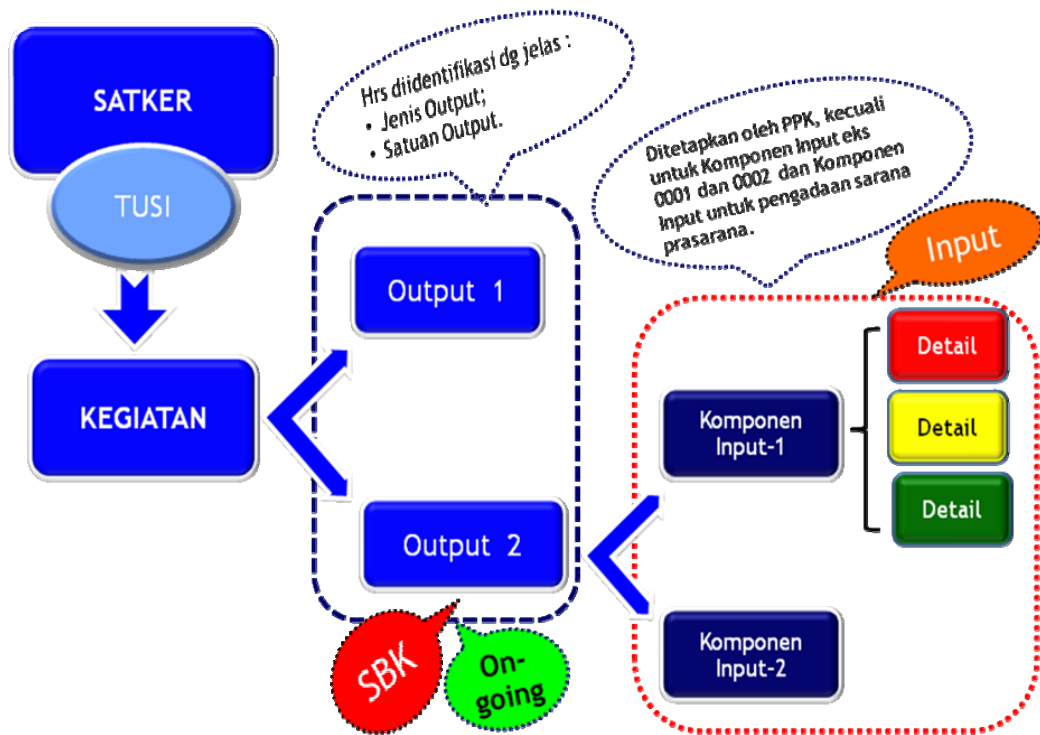 SATKER
TUSI
KEGIATAN
Hrs diidentifikasi dg jelas :
• Jenis Output;
• Satuan Output.
Output 1
Output 2
SBK
On-
going
Ditetapkan oleh PPK, kecuali
untuk Komponen Input eks
0001 dan 0002 dan Komponen
Input untuk pengadaan sarana
prasarana.
Input
Komponen
Input-1
Detail
Detail
Detail
Komponen
Input-2